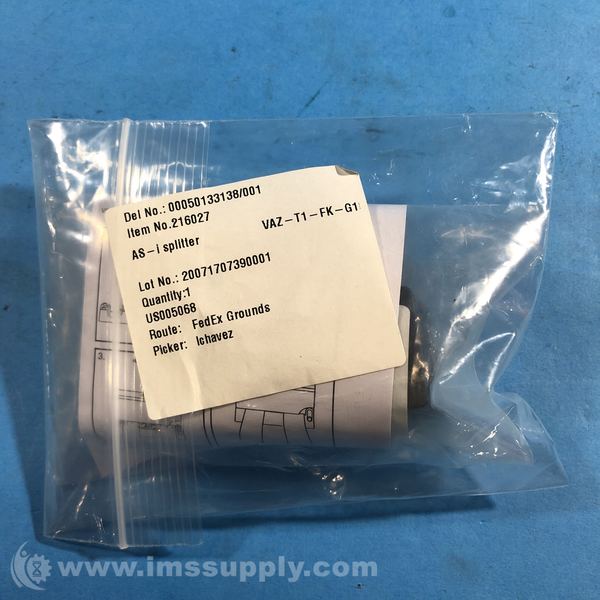 Del No.: 00050133138/001
Item No.216027
AS-i splitter VAZ-T1-FK-G1
Lot No.: 20071707390001
Quantity:1
US005068
Route: FedEx Grounds
Picker: lchavez
3.
www.imssupply.com